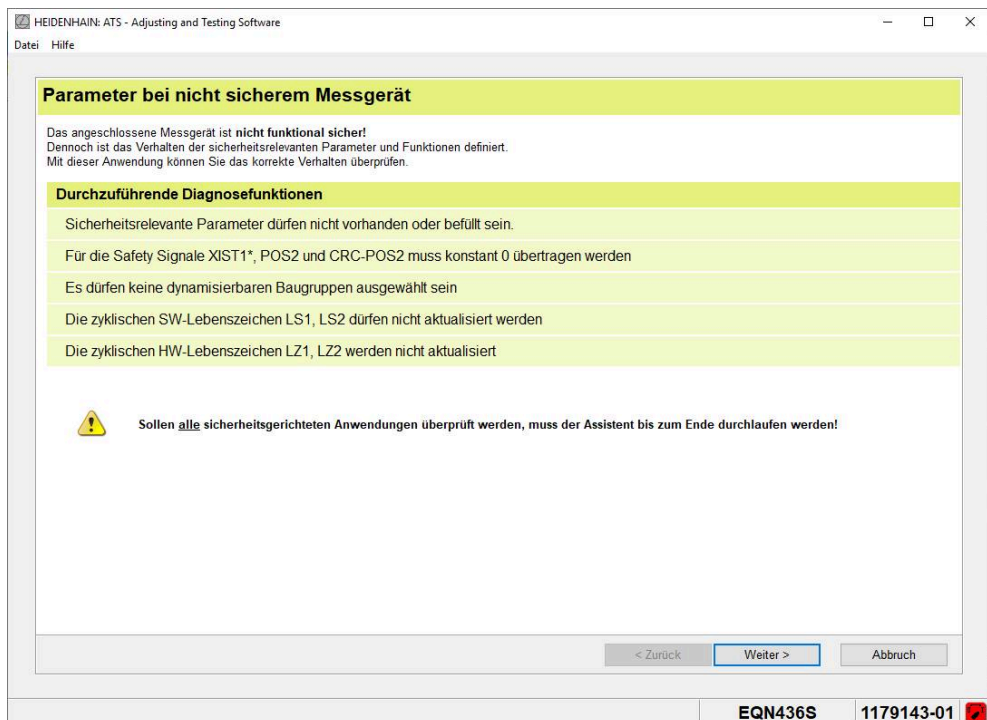 HEIDENHAIN: ATS - Adjusting and Testing Software
Datei Hilfe
Parameter bei nicht sicherem Messgerät
Das angeschlossene Messgerät ist nicht funktional sicher!
Dennoch ist das Verhalten der sicherheitsrelevanten Parameter und Funktionen definiert.
Mit dieser Anwendung können Sie das korrekte Verhalten überprüfen.
Durchzuführende Diagnosefunktionen
Sicherheitsrelevante Parameter dürfen nicht vorhanden oder befüllt sein.
Für die Safety Signale XIST1*, POS2 und CRC-POS2 muss konstant 0 übertragen werden
Es dürfen keine dynamisierbaren Baugruppen ausgewählt sein
Die zyklischen SW-Lebenszeichen LS1, LS2 dürfen nicht aktualisiert werden
Die zyklischen HW-Lebenszeichen LZ1, LZ2 werden nicht aktualisiert
Sollen alle sicherheitsgerichteten Anwendungen überprüft werden, muss der Assistent bis zum Ende durchlaufen werden!
< Zurück Weiter > Abbruch
EQN436S 1179143-01